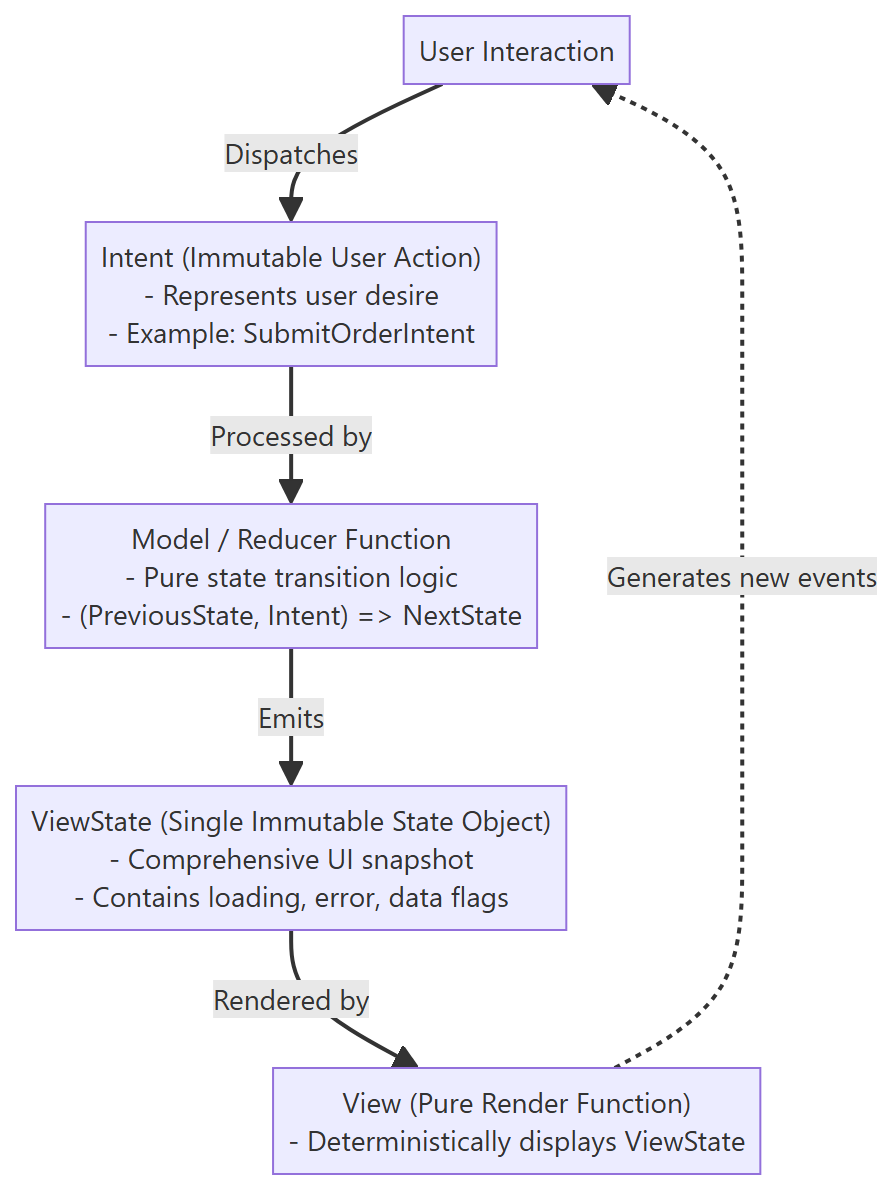 User Interaction
Dispatches
Intent (Immutable User Action)
- Represents user desire
- Example: SubmitOrderIntent
Processed by
Model / Reducer Function
- Pure state transition logic
- (PreviousState, Intent) => NextState
Generates new events
Emits
ViewState (Single Immutable State Object)
- Comprehensive UI snapshot
- Contains loading, error, data flags
Rendered by
View (Pure Render Function)
- Deterministically displays ViewState